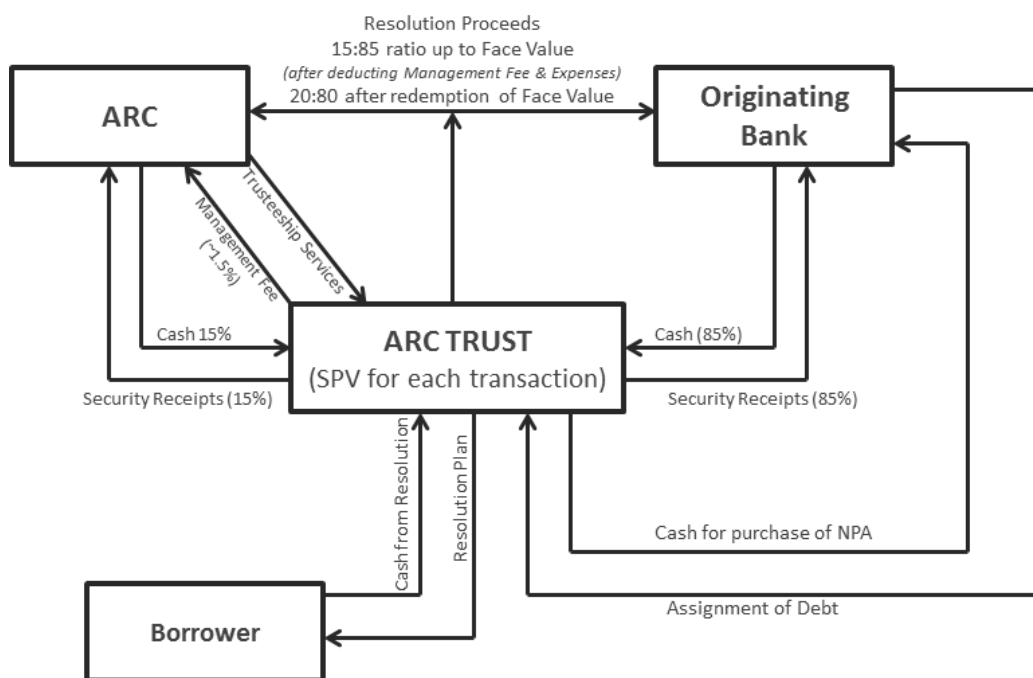 Resolution Proceeds
15:85 ratio up to Face Value
(after deducting Management Fee & Expenses)
20:80 after redemption of Face Value
ARC
Originating
Bank
Trusteeship Services
Management Fee
(~1.5%)
Cash 15%
ARC TRUST
(SPV for each transaction)
Cash (85%)
Security Receipts (15%)
Security Receipts (85%)
Cash from Resolution
Resolution Plan
Cash for purchase of NPA
Assignment of Debt
Borrower